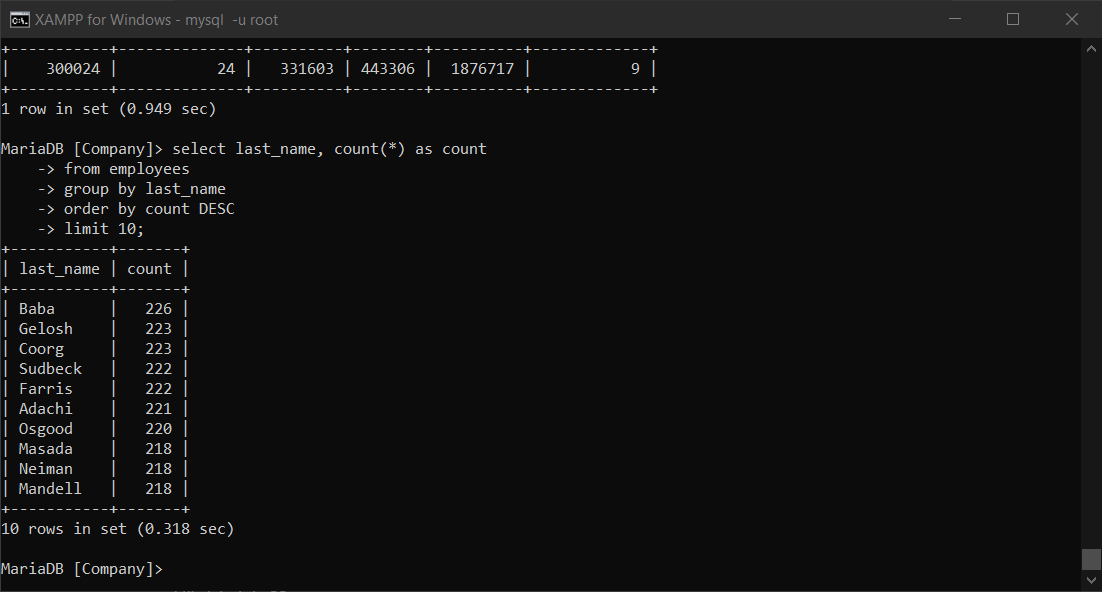 XAMPP for Windows - mysql  -u root
+-----------+--------------+----------+--------+----------+-------------+
|    300024 |           24 |   331603 | 443306 |  1876717 |           9 |
+-----------+--------------+----------+--------+----------+-------------+
1 row in set (0.949 sec)
MariaDB [Company]> select last_name, count(*) as count
    -> from employees
    -> group by last_name
    -> order by count DESC
    -> limit 10;
+-----------+-------+
| last_name | count |
+-----------+-------+
| Baba      |   226 |
| Gelosh    |   223 |
| Coorg     |   223 |
| Sudbeck   |   222 |
| Farris    |   222 |
| Adachi    |   221 |
| Osgood    |   220 |
| Masada    |   218 |
| Neiman    |   218 |
| Mandell   |   218 |
+-----------+-------+
10 rows in set (0.318 sec)
MariaDB [Company]>